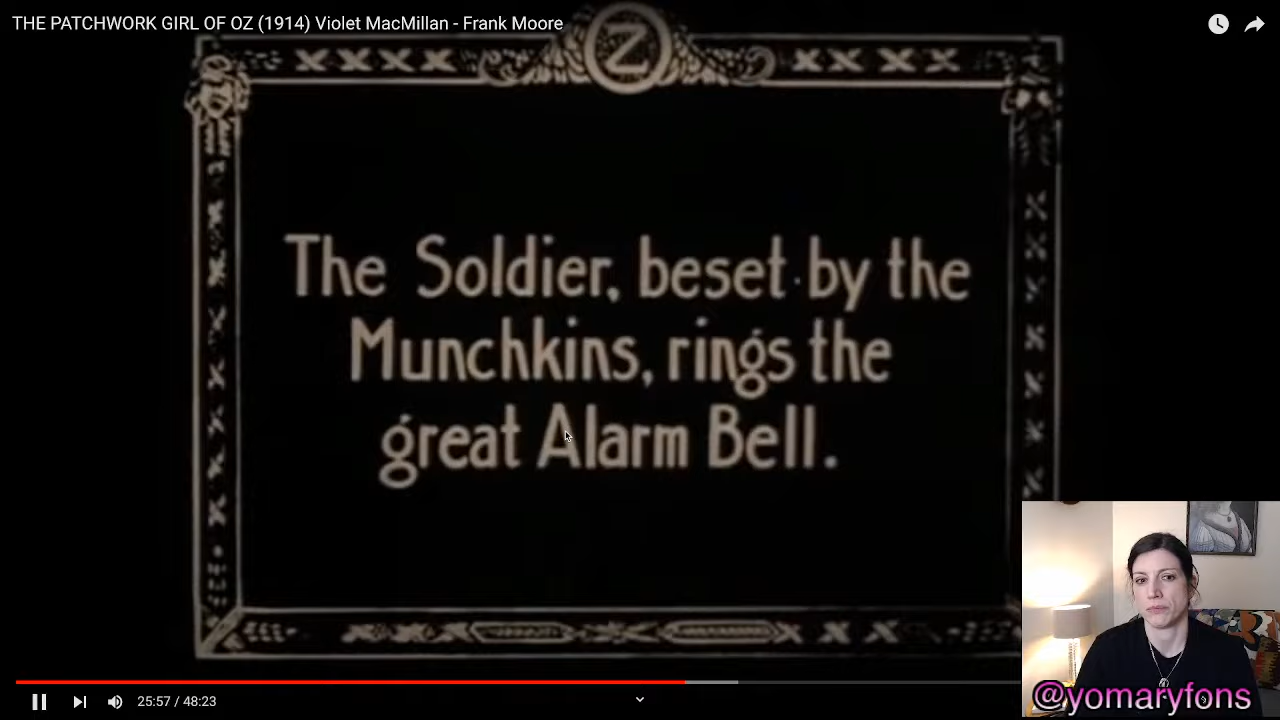 THE PATCHWORK GIRL OF OZ (1914) Violet MacMillan - Frank Moore
Z
The Soldier, beset by the
Munchkins, rings the
great Alarm Bell.
25:57 / 48:23
@yomaryfons